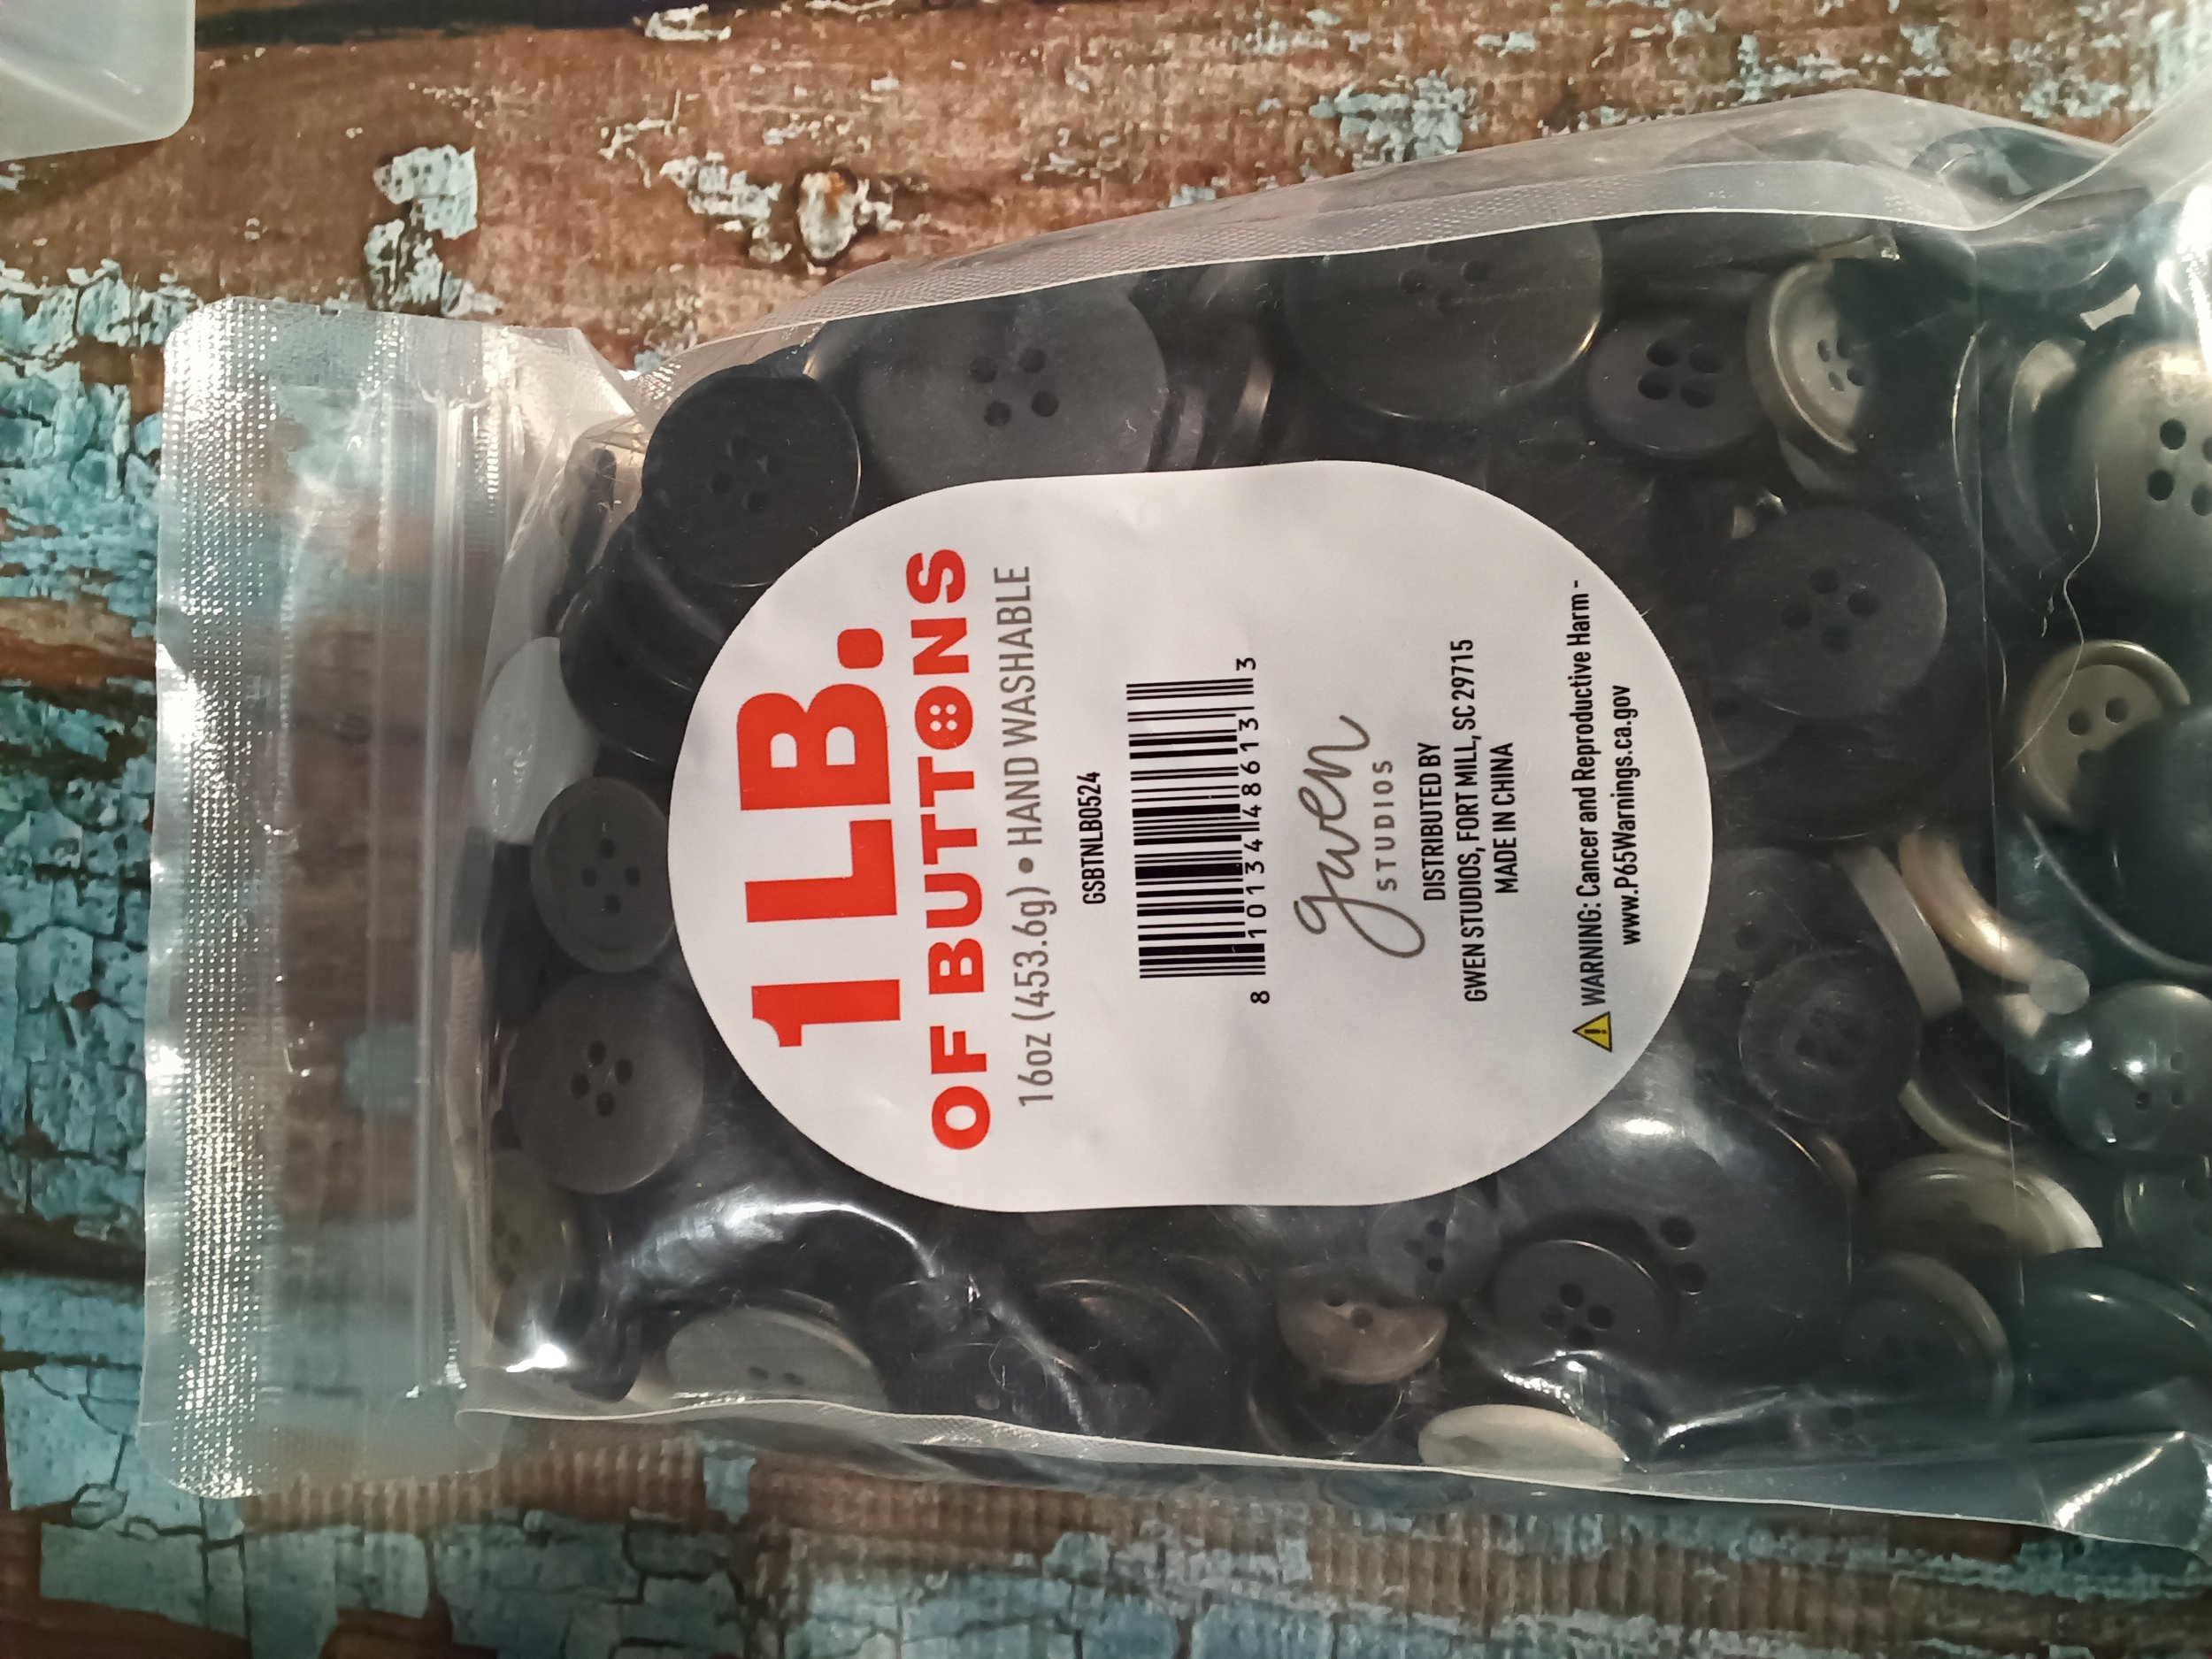 1 LB.
OF BUTTONS
16oz (453.6g) • HAND WASHABLE
GSBTNLB0524
8 10134 48613 3
gwen
STUDIOS
DISTRIBUTED BY
GWEN STUDIOS, FORT MILL, SC 29715
MADE IN CHINA
WARNING: Cancer and Reproductive Harm -
www.P65Warnings.ca.gov